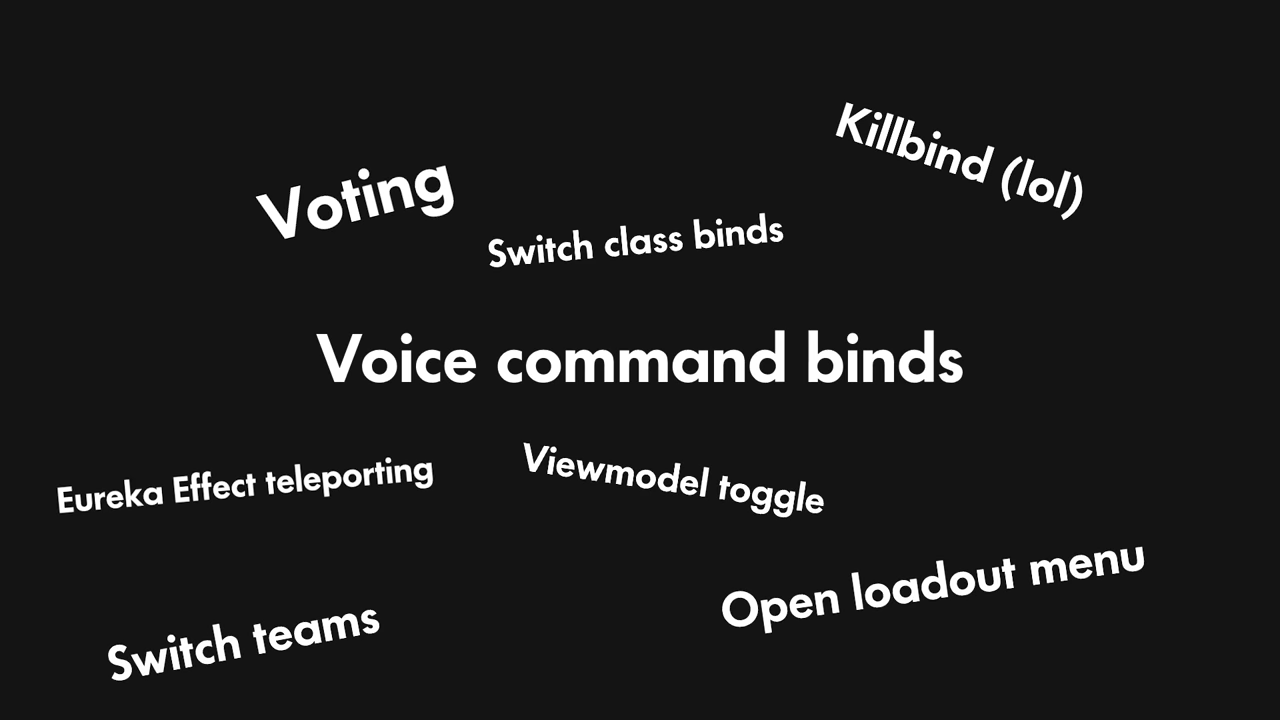 Killbind (lol)
Voting
Switch class binds
Voice command binds
Eureka Effect teleporting
Viewmodel toggle
Open loadout menu
Switch teams